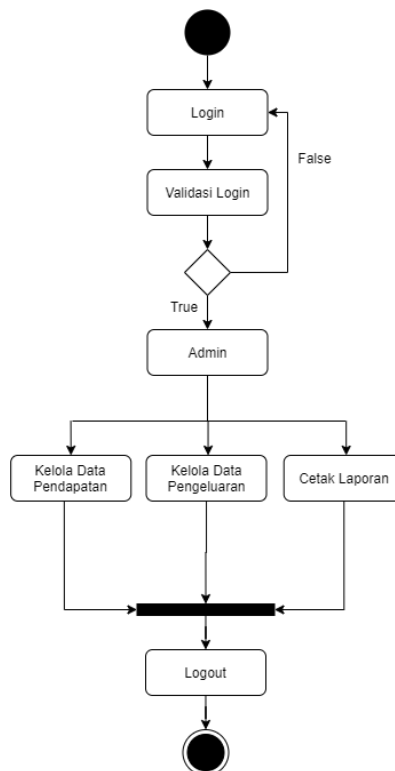 Login
False
Validasi Login
True
Admin
Kelola Data
Pendapatan
Kelola Data
Pengeluaran
Cetak Laporan
Logout